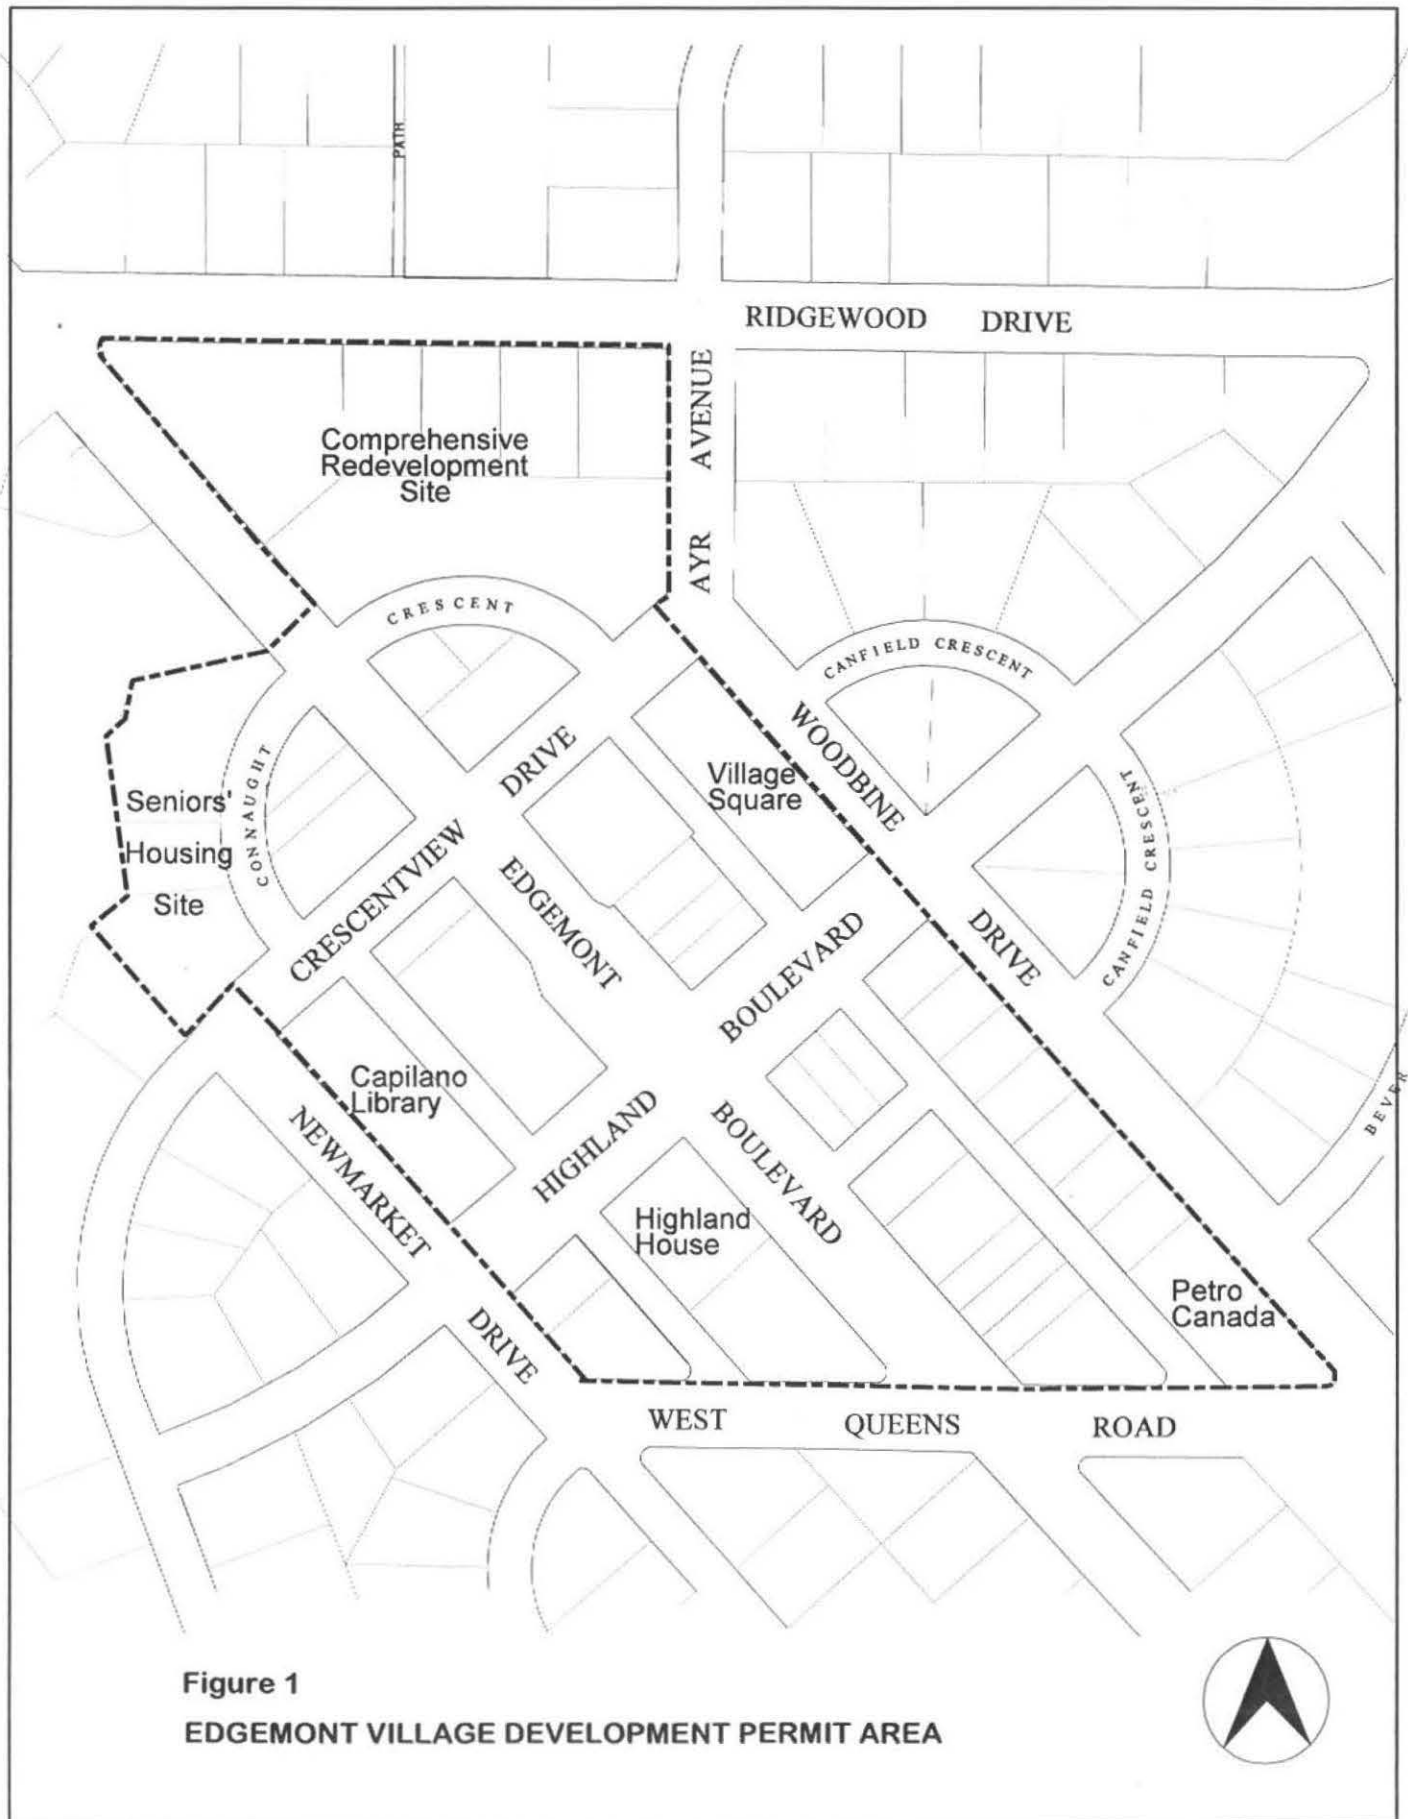 PATH
RIDGEWOOD DRIVE
AYR AVENUE
Comprehensive
Redevelopment
Site
CRESCENT
CANFIELD CRESCENT
WOODBINE
DRIVE
Village
Square
CANFIELD CRESCENT
CONNAUGHT
Seniors'
Housing
Site
CRESCENTVIEW
DRIVE
EDGEMONT
BOULEVARD
HIGHLAND
BOULEVARD
Capilano
Library
NEWMARKET
DRIVE
Highland
House
Petro
Canada
BEVER
WEST QUEENS ROAD
Figure 1
EDGEMONT VILLAGE DEVELOPMENT PERMIT AREA